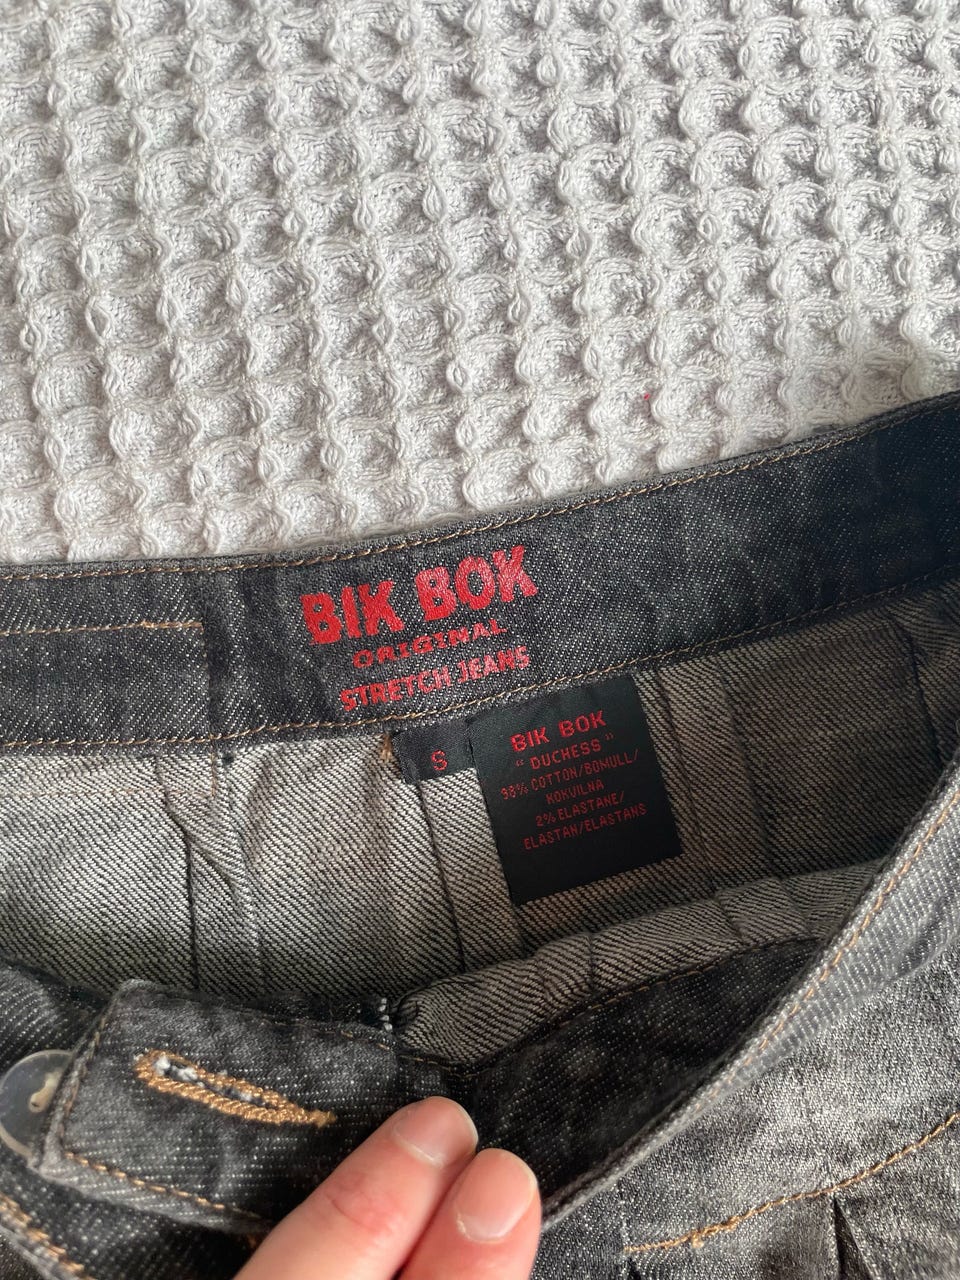 BIK BOK
ORIGINAL
STRETCH JEANS
S
BIK BOK
"DUCHESS"
98% COTTON/BOMULL/
KOKVILNA
2% ELASTANE/
ELASTAN/ELASTANS